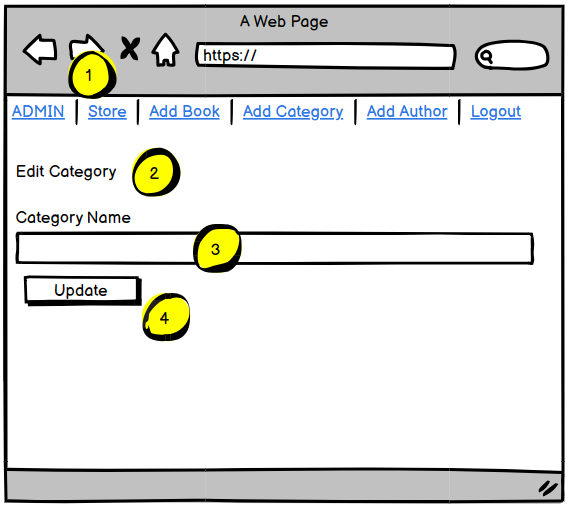 A Web Page
https://
1
ADMIN Store Add Book Add Category Add Author Logout
Edit Category 2
Category Name
3
Update
4